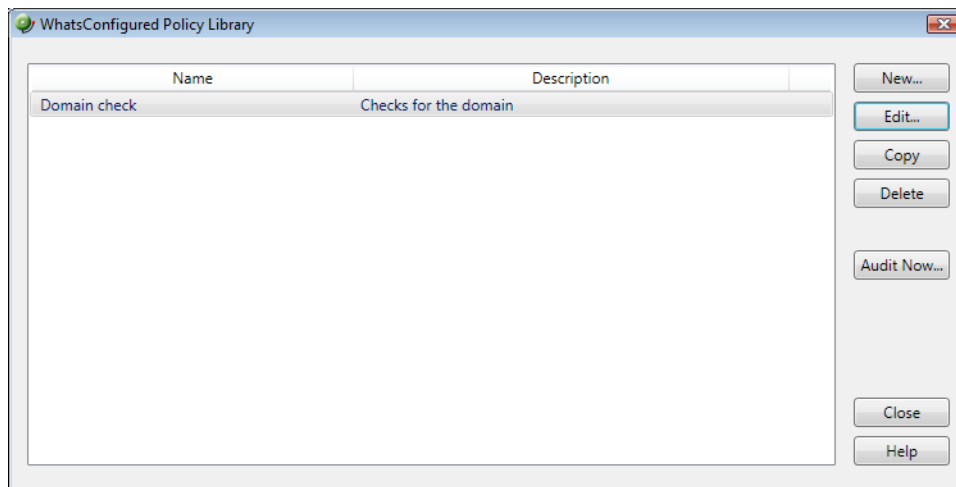 WhatsConfigured Policy Library
Name Description
Domain check Checks for the domain
New...
Edit...
Copy
Delete
Audit Now...
Close
Help